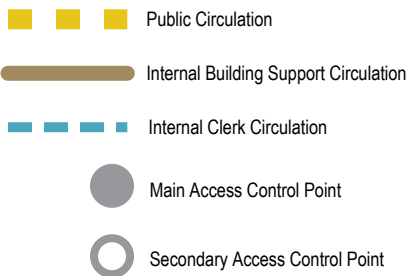 Public Circulation
Internal Building Support Circulation
Internal Clerk Circulation
Main Access Control Point
Secondary Access Control Point